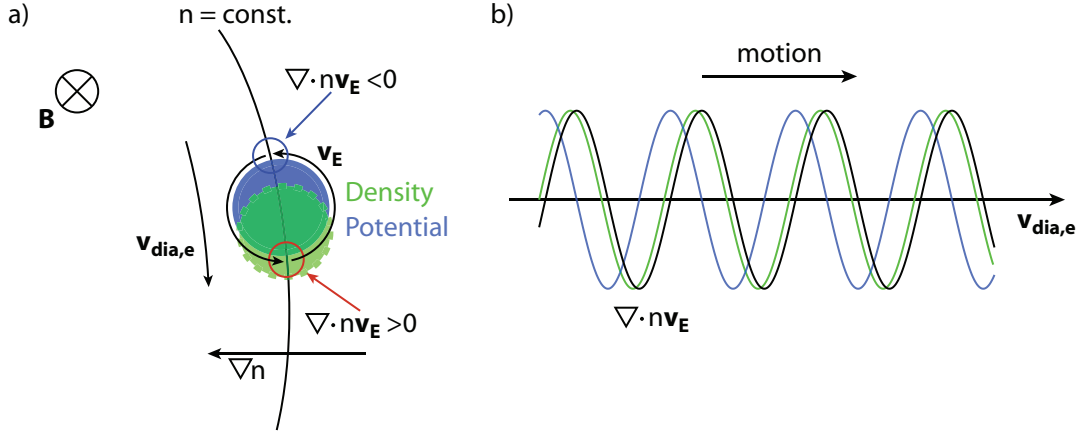 a)
n = const.
∇·nv_E <0
B
v_E
Density
Potential
v_dia,e
∇·nv_E >0
∇n
b)
motion
v_dia,e
∇·nv_E